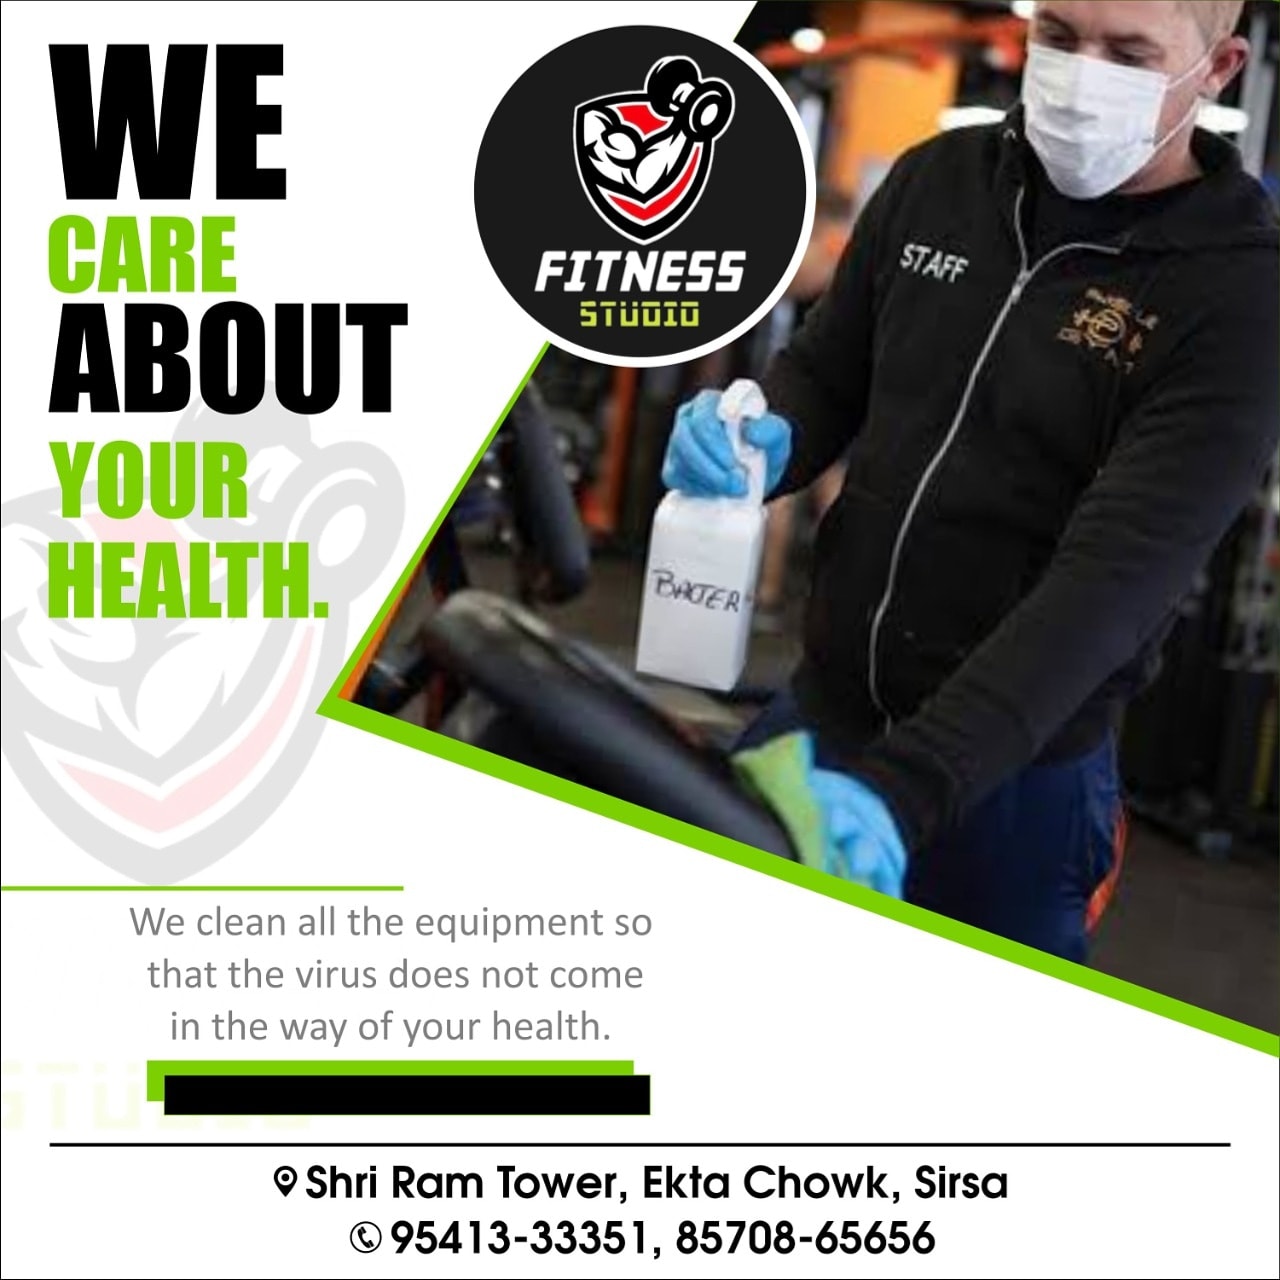 WE
CARE
ABOUT
YOUR
HEALTH.
FITNESS
STUDIO
STAFF
We clean all the equipment so
that the virus does not come
in the way of your health.
Shri Ram Tower, Ekta Chowk, Sirsa
95413-33351, 85708-65656